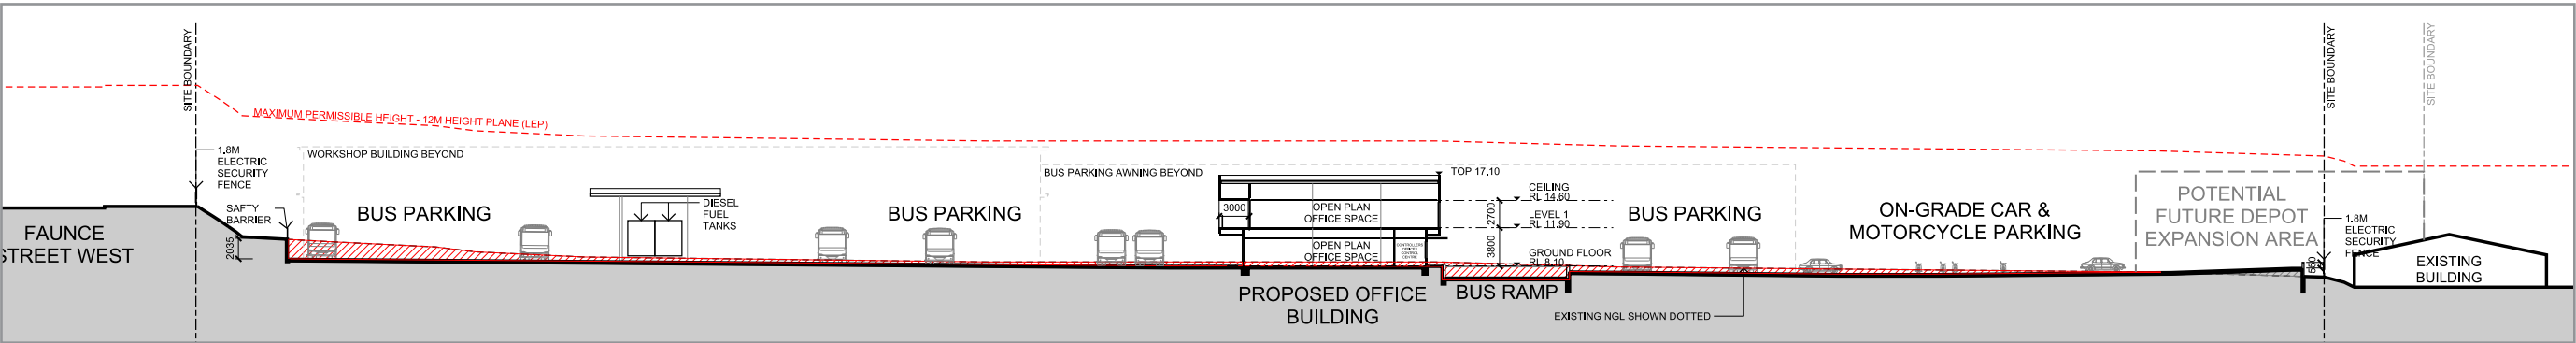 SITE BOUNDARY
MAXIMUM PERMISSIBLE HEIGHT - 12M HEIGHT PLANE (LEP)
1.8M
ELECTRIC
SECURITY
FENCE
SAFTY
BARRIER
FAUNCE
STREET WEST
2035
WORKSHOP BUILDING BEYOND
BUS PARKING
DIESEL
FUEL
TANKS
BUS PARKING
BUS PARKING AWNING BEYOND
3000
OPEN PLAN
OFFICE SPACE
OPEN PLAN
OFFICE SPACE
PROPOSED OFFICE
BUILDING
TOP 17.10
CEILING
RL 14.60
2700
LEVEL 1
RL 11.90
3800
GROUND FLOOR
RL 8.10
BUS RAMP
BUS PARKING
EXISTING NGL SHOWN DOTTED
ON-GRADE CAR &
MOTORCYCLE PARKING
POTENTIAL
FUTURE DEPOT
EXPANSION AREA
SITE BOUNDARY
SITE BOUNDARY
1.8M
ELECTRIC
SECURITY
FENCE
EXISTING
BUILDING